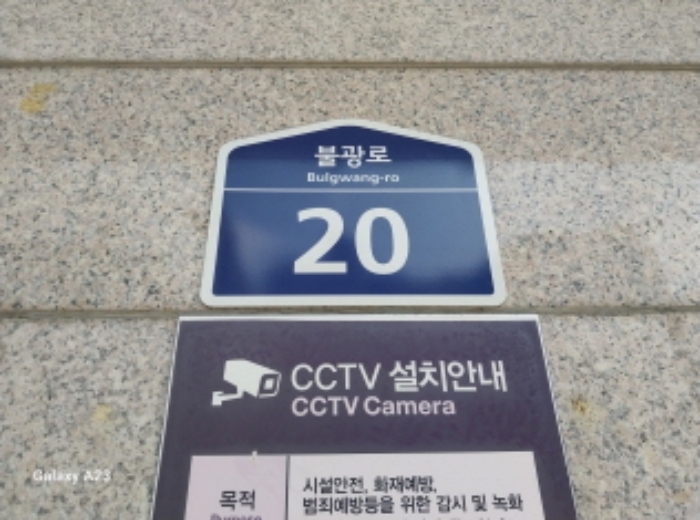 불광로
Bulgwang-ro
20
CCTV 설치안내
CCTV Camera
목적
시설안전, 화재예방,
범죄예방등을 위한 감시 및 녹화
Purpose
Galaxy A23